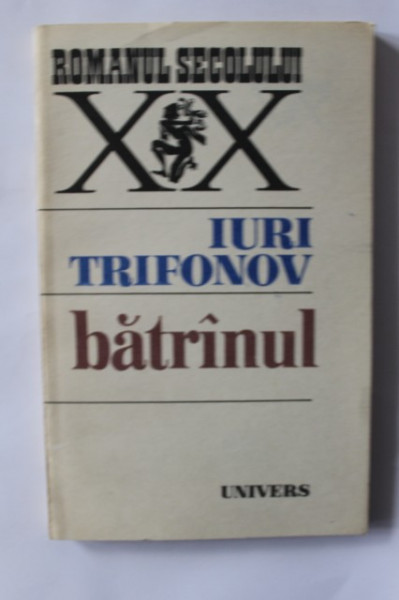 ROMANUL SECOLULUI
XX
IURI
TRIFONOV
bătrînul
UNIVERS